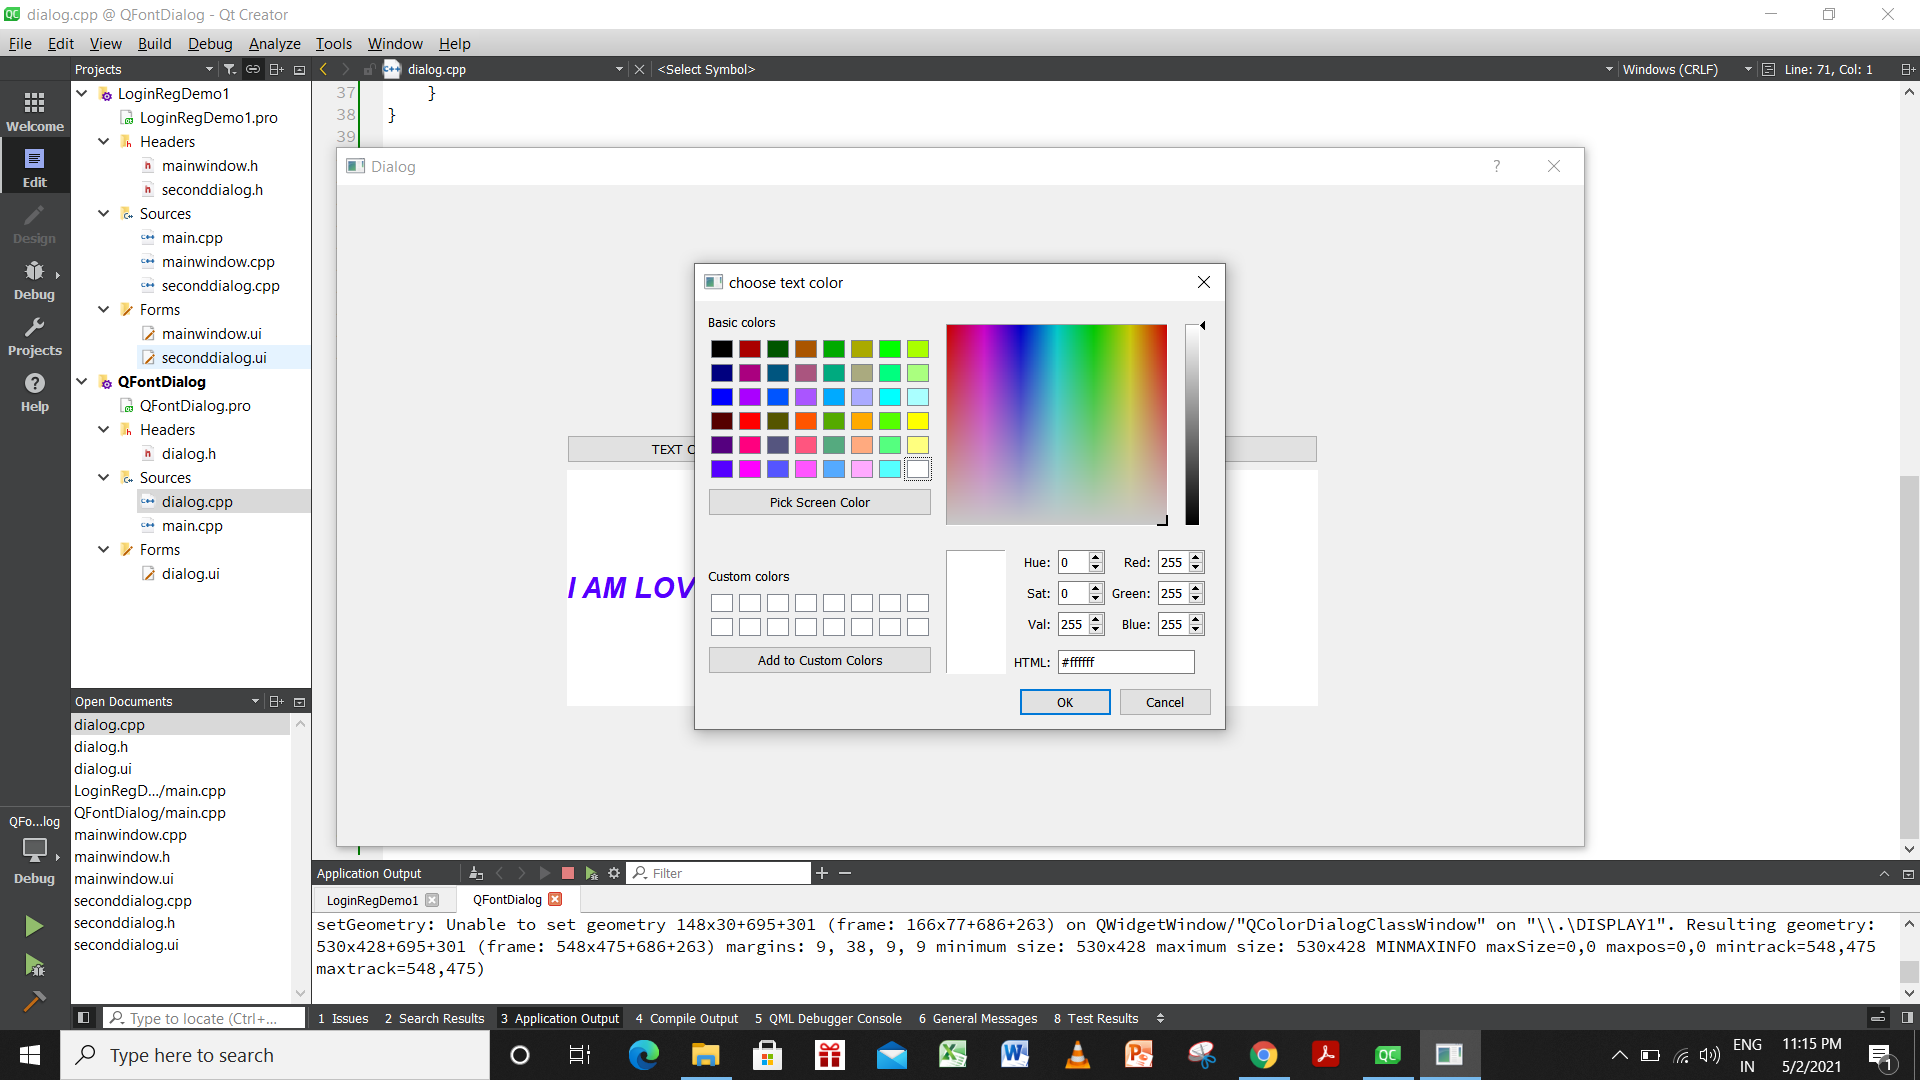 dialog.cpp @ QFontDialog - Qt Creator
File Edit View Build Debug Analyze Tools Window Help
Projects dialog.cpp <Select Symbol> Windows (CRLF) Line: 71, Col: 1
Welcome
Edit
Design
Debug
Projects
Help
LoginRegDemo1
LoginRegDemo1.pro
Headers
mainwindow.h
seconddialog.h
Sources
main.cpp
mainwindow.cpp
seconddialog.cpp
Forms
mainwindow.ui
seconddialog.ui
QFontDialog
QFontDialog.pro
Headers
dialog.h
Sources
dialog.cpp
main.cpp
Forms
dialog.ui
37 }
38 }
39
Dialog
TEXT C
I AM LOV
choose text color
Basic colors
Pick Screen Color
Custom colors
Add to Custom Colors
Hue: 0 Red: 255
Sat: 0 Green: 255
Val: 255 Blue: 255
HTML: #ffffff
OK Cancel
Open Documents
dialog.cpp
dialog.h
dialog.ui
LoginRegD.../main.cpp
QFontDialog/main.cpp
mainwindow.cpp
mainwindow.h
mainwindow.ui
seconddialog.cpp
seconddialog.h
seconddialog.ui
QFo...log
Debug
Application Output Filter
LoginRegDemo1 QFontDialog
setGeometry: Unable to set geometry 148x30+695+301 (frame: 166x77+686+263) on QWidgetWindow/"QColorDialogClassWindow" on "\\.\DISPLAY1". Resulting geometry:
530x428+695+301 (frame: 548x475+686+263) margins: 9, 38, 9, 9 minimum size: 530x428 maximum size: 530x428 MINMAXINFO maxSize=0,0 maxpos=0,0 mintrack=548,475
maxtrack=548,475)
Type to locate (Ctrl+... 1 Issues 2 Search Results 3 Application Output 4 Compile Output 5 QML Debugger Console 6 General Messages 8 Test Results
Type here to search
ENG
IN
11:15 PM
5/2/2021
1